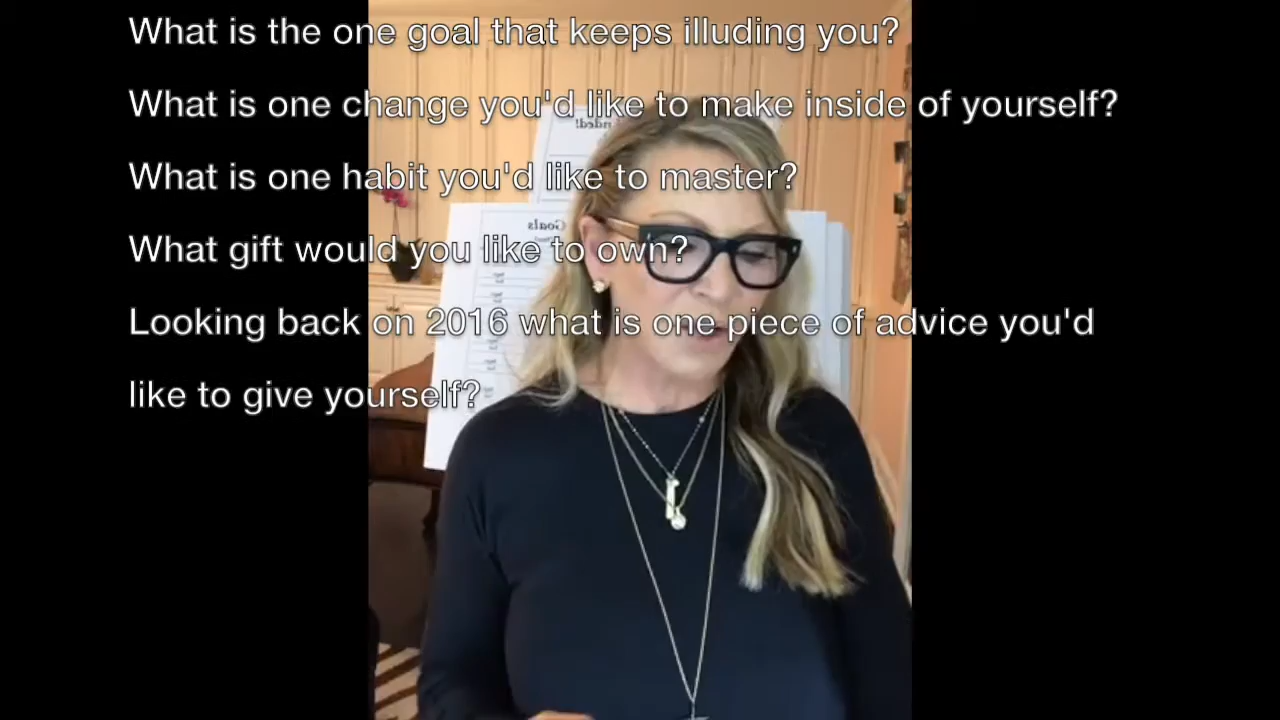 What is the one goal that keeps illuding you?
What is one change you'd like to make inside of yourself?
What is one habit you'd like to master?
What gift would you like to own?
Looking back on 2016 what is one piece of advice you'd
like to give yourself?
Goals